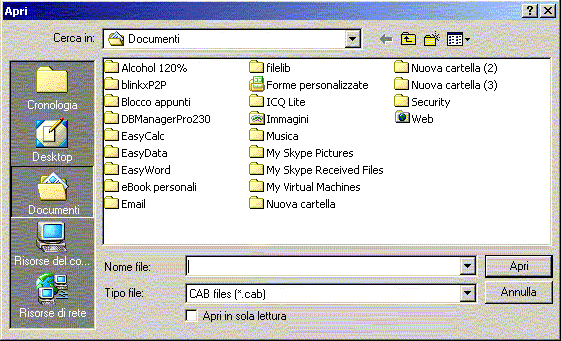 Apri
Cerca in: Documenti
Cronologia
Desktop
Documenti
Risorse del co...
Risorse di rete
Alcohol 120%
blinkxP2P
Blocco appunti
DBManagerPro230
EasyCalc
EasyData
EasyWord
eBook personali
Email
filelib
Forme personalizzate
ICQ Lite
Immagini
Musica
My Skype Pictures
My Skype Received Files
My Virtual Machines
Nuova cartella
Nuova cartella (2)
Nuova cartella (3)
Security
Web
Nome file:
Apri
Tipo file: CAB files (*.cab)
Annulla
Apri in sola lettura